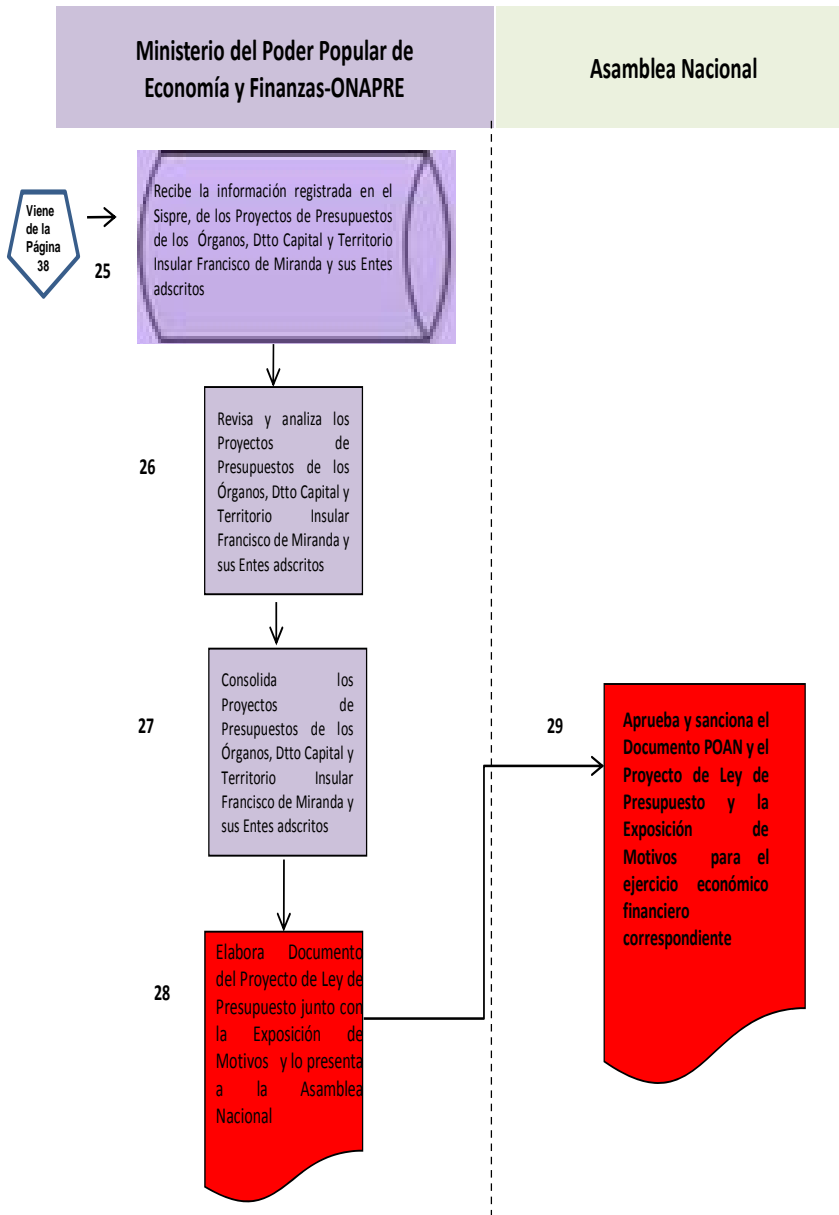 Ministerio del Poder Popular de
Economía y Finanzas-ONAPRE
Asamblea Nacional
Viene
de la
Página
38
25
Recibe la información registrada en el
Sispre, de los Proyectos de Presupuestos
de los Órganos, Dtto Capital y Territorio
Insular Francisco de Miranda y sus Entes
adscritos
26
Revisa y analiza los
Proyectos de
Presupuestos de los
Órganos, Dtto Capital y
Territorio Insular
Francisco de Miranda y
sus Entes adscritos
27
Consolida los
Proyectos de
Presupuestos de los
Órganos, Dtto Capital y
Territorio Insular
Francisco de Miranda y
sus Entes adscritos
28
Elabora Documento
del Proyecto de Ley de
Presupuesto junto con
la Exposición de
Motivos y lo presenta
a la Asamblea
Nacional
29
Aprueba y sanciona el
Documento POAN y el
Proyecto de Ley de
Presupuesto y la
Exposición de
Motivos para el
ejercicio económico
financiero
correspondiente